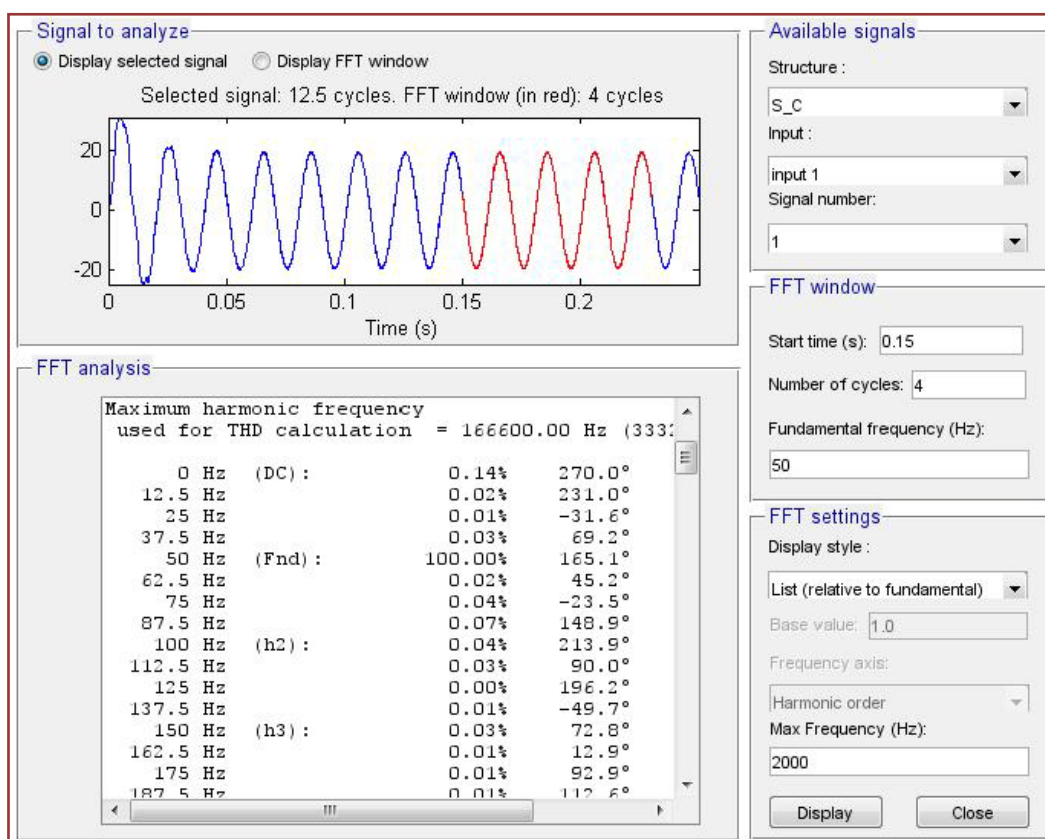 Signal to analyze
Display selected signal Display FFT window
Selected signal: 12.5 cycles. FFT window (in red): 4 cycles
20
0
-20
0 0.05 0.1 0.15 0.2
Time (s)
FFT analysis
Maximum harmonic frequency
used for THD calculation = 166600.00 Hz (3332
0 Hz (DC): 0.14% 270.0°
12.5 Hz 0.02% 231.0°
25 Hz 0.01% -31.6°
37.5 Hz 0.03% 69.2°
50 Hz (Fnd): 100.00% 165.1°
62.5 Hz 0.02% 45.2°
75 Hz 0.04% -23.5°
87.5 Hz 0.07% 148.9°
100 Hz (h2): 0.04% 213.9°
112.5 Hz 0.03% 90.0°
125 Hz 0.00% 196.2°
137.5 Hz 0.01% -49.7°
150 Hz (h3): 0.03% 72.8°
162.5 Hz 0.01% 12.9°
175 Hz 0.01% 92.9°
187.5 Hz 0.01% 112.6°
Available signals
Structure :
S_C
Input :
input 1
Signal number:
1
FFT window
Start time (s): 0.15
Number of cycles: 4
Fundamental frequency (Hz):
50
FFT settings
Display style :
List (relative to fundamental)
Base value: 1.0
Frequency axis:
Harmonic order
Max Frequency (Hz):
2000
Display Close